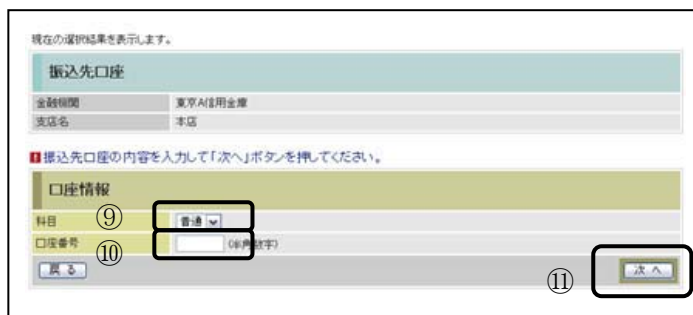 現在の選択結果を表示します。
振込先口座
金融機関 東京A信用金庫
支店名 本店
振込先口座の内容を入力して「次へ」ボタンを押してください。
口座情報
科目 ⑨ 普通
口座番号 ⑩ (半角数字)
戻る ⑪ 次へ